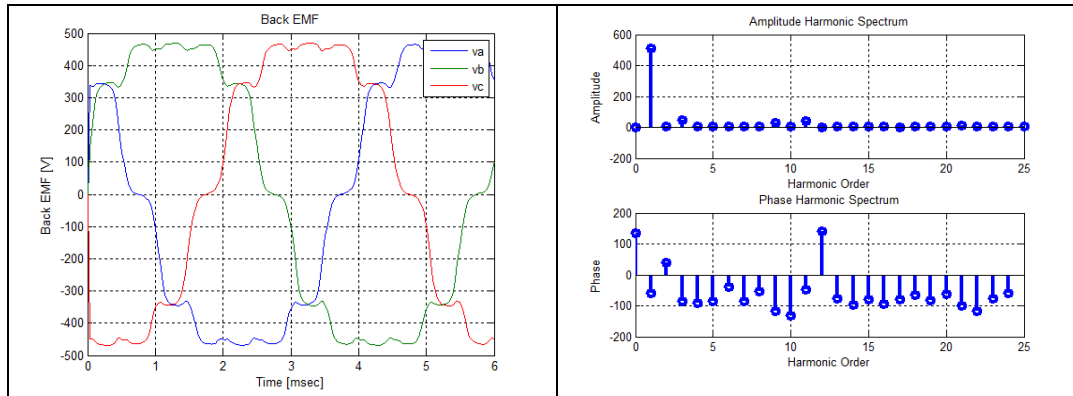 Back EMF
500
400
300
200
100
0
-100
-200
-300
-400
-500
Back EMF [V]
va
vb
vc
0 1 2 3 4 5 6
Time [msec]
Amplitude Harmonic Spectrum
600
400
200
0
-200
Amplitude
0 5 10 15 20 25
Harmonic Order
Phase Harmonic Spectrum
200
100
0
-100
-200
Phase
0 5 10 15 20 25
Harmonic Order